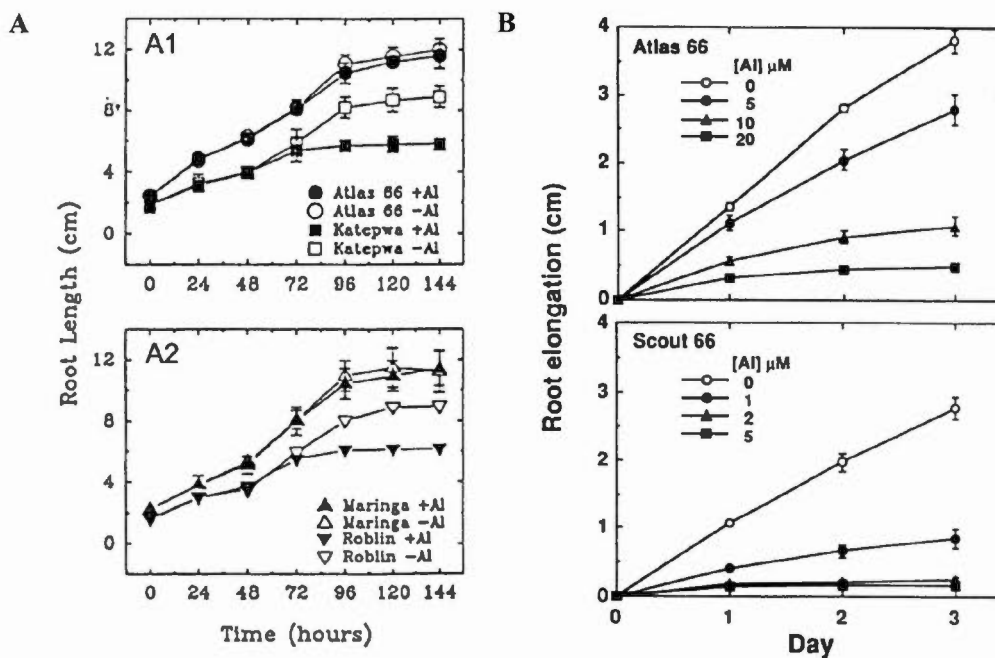 A
A1
12
8
4
0
Root Length (cm)
Atlas 66 +Al
Atlas 66 −Al
Katepwa +Al
Katepwa −Al
0 24 48 72 96 120 144
A2
12
8
4
0
Maringa +Al
Maringa −Al
Roblin +Al
Roblin −Al
0 24 48 72 96 120 144
Time (hours)
B
Atlas 66
[Al] μM
0
5
10
20
4
3
2
1
0
Root elongation (cm)
Scout 66
[Al] μM
0
1
2
5
4
3
2
1
0
0 1 2 3
Day